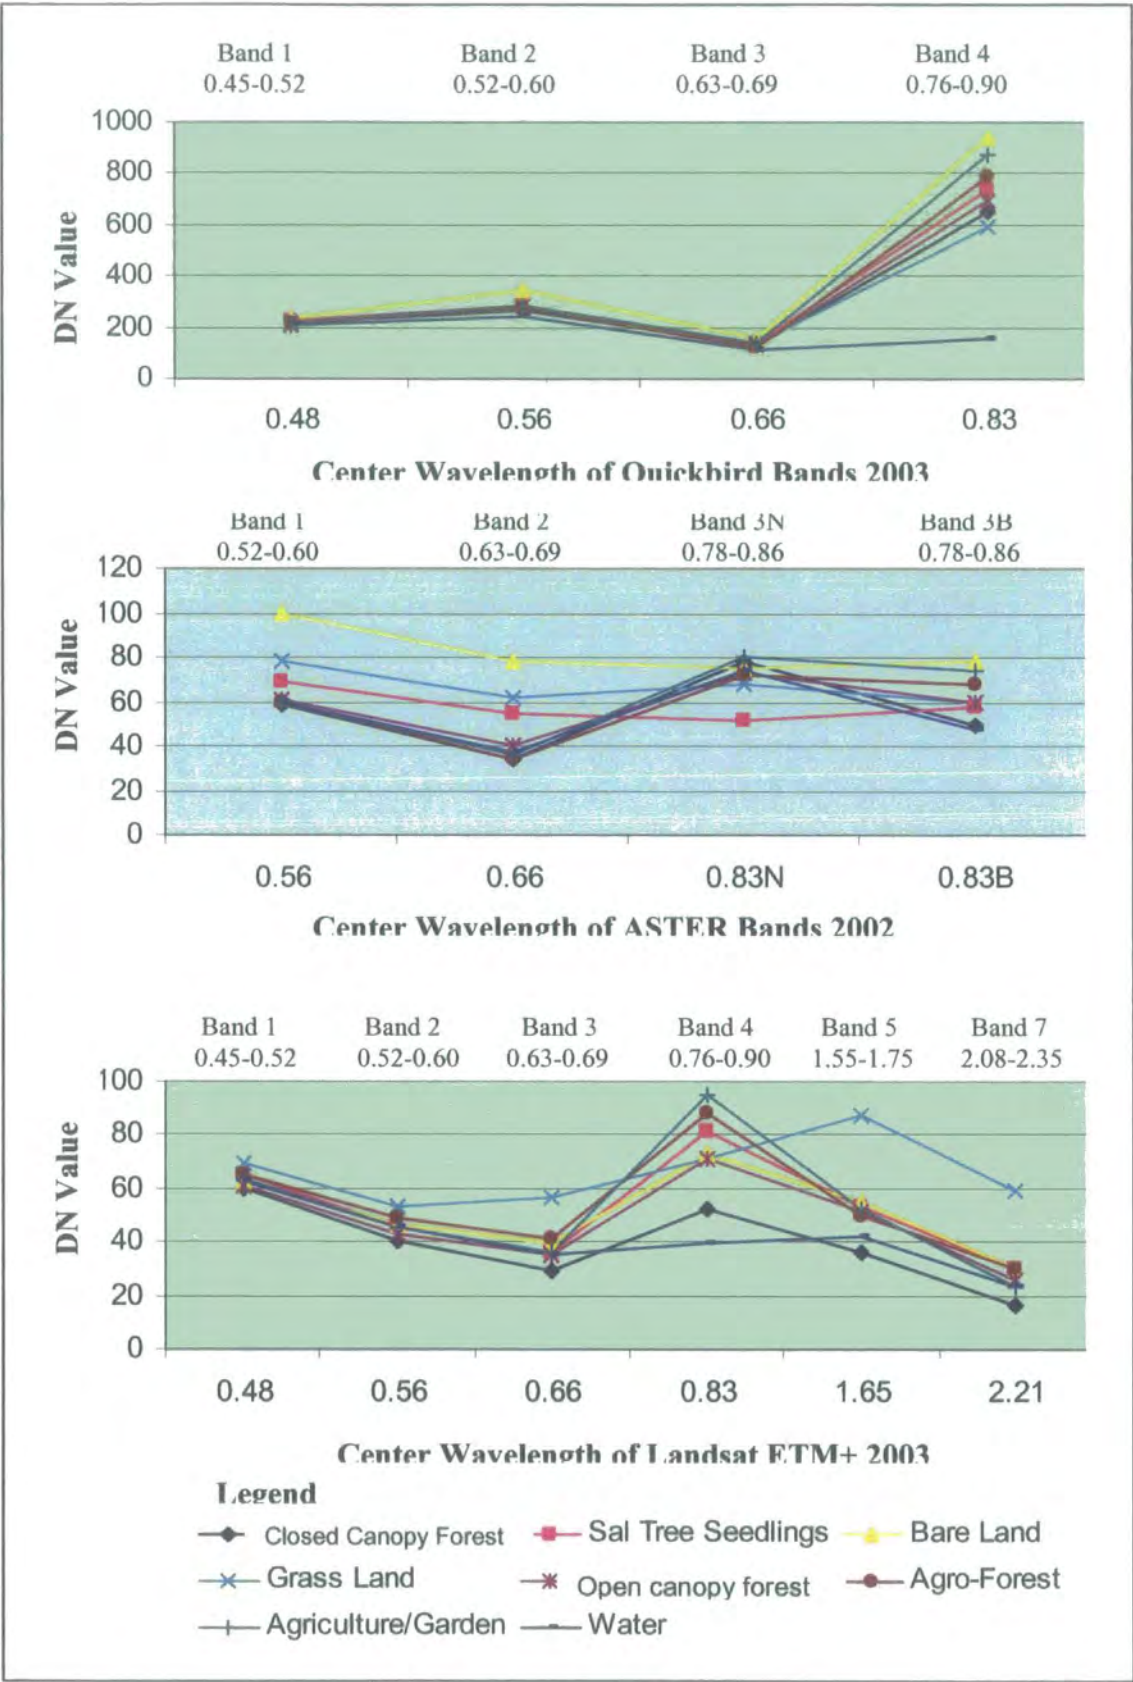 Band 1 Band 2 Band 3 Band 4
0.45-0.52 0.52-0.60 0.63-0.69 0.76-0.90
1000
800
600
400
200
0
DN Value
0.48 0.56 0.66 0.83
Center Wavelength of Quickbird Bands 2003
Band 1 Band 2 Band 3N Band 3B
0.52-0.60 0.63-0.69 0.78-0.86 0.78-0.86
120
100
80
60
40
20
0
DN Value
0.56 0.66 0.83N 0.83B
Center Wavelength of ASTER Bands 2002
Band 1 Band 2 Band 3 Band 4 Band 5 Band 7
0.45-0.52 0.52-0.60 0.63-0.69 0.76-0.90 1.55-1.75 2.08-2.35
100
80
60
40
20
0
DN Value
0.48 0.56 0.66 0.83 1.65 2.21
Center Wavelength of Landsat ETM+ 2003
Legend
Closed Canopy Forest Sal Tree Seedlings Bare Land
Grass Land Open canopy forest Agro-Forest
Agriculture/Garden Water